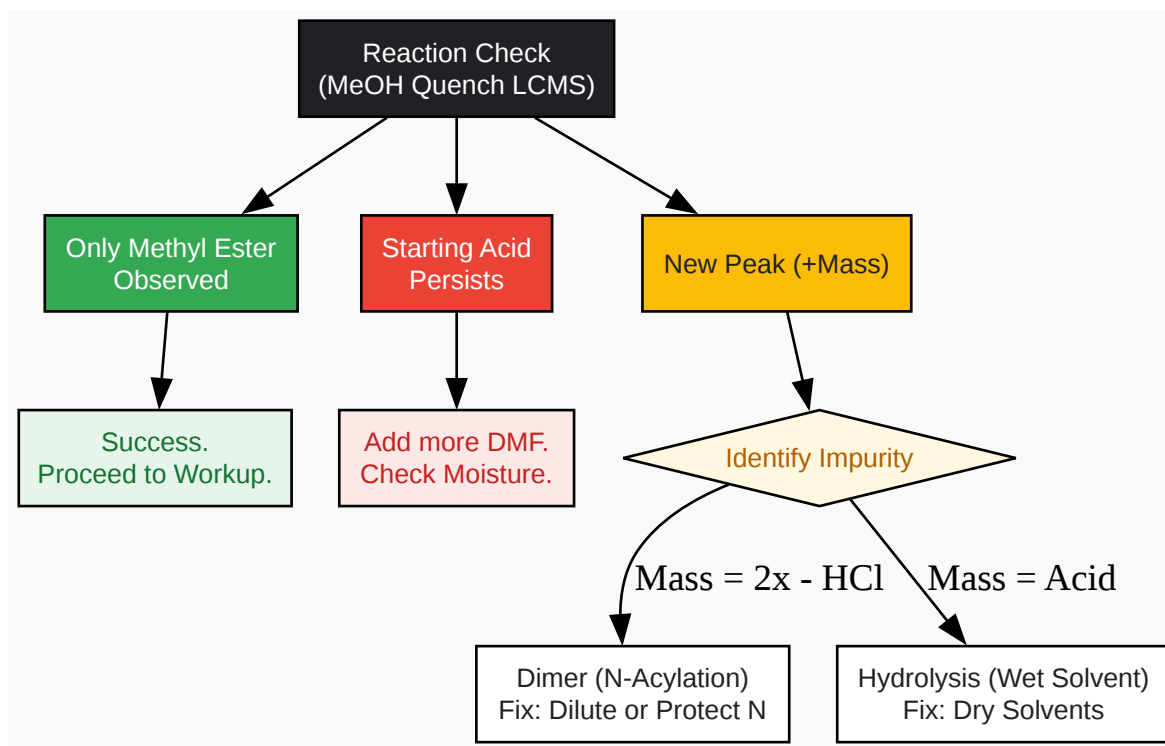 Reaction Check
(MeOH Quench LCMS)
Only Methyl Ester
Observed
Starting Acid
Persists
New Peak (+Mass)
Success.
Proceed to Workup.
Add more DMF.
Check Moisture.
Identify Impurity
Mass = 2x - HCl
Mass = Acid
Dimer (N-Acylation)
Fix: Dilute or Protect N
Hydrolysis (Wet Solvent)
Fix: Dry Solvents